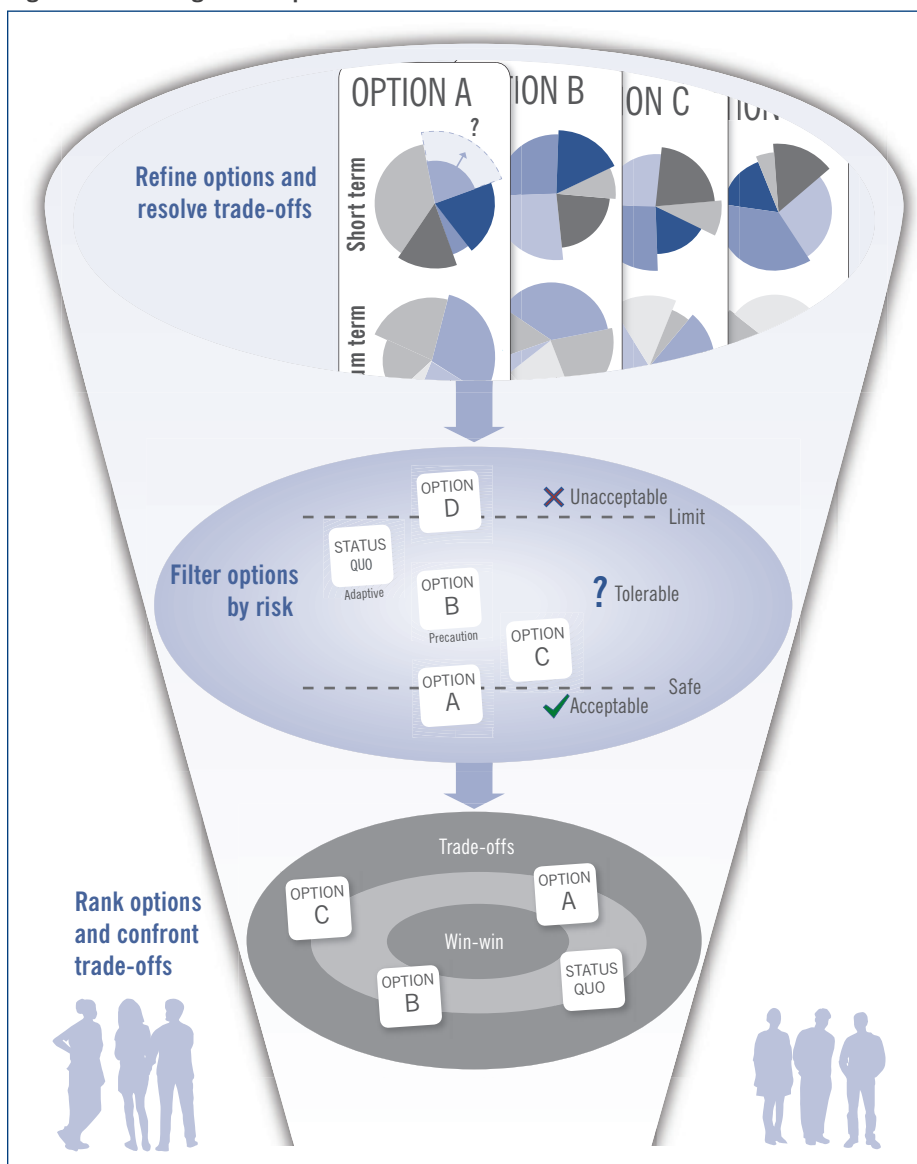 OPTION A
ION B
ON C
?
Refine options and
resolve trade-offs
Short term
um term
OPTION
D
Unacceptable
Limit
STATUS
QUO
Adaptive
Filter options
by risk
OPTION
B
Precaution
? Tolerable
OPTION
C
OPTION
A
Safe
Acceptable
Trade-offs
OPTION
C
OPTION
A
Rank options
and confront
trade-offs
Win-win
OPTION
B
STATUS
QUO